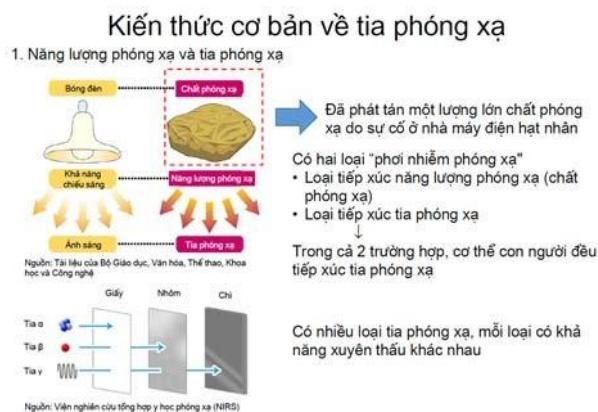 Kiến thức cơ bản về tia phóng xạ
1. Năng lượng phóng xạ và tia phóng xạ
Bóng đèn
Chất phóng xạ
Khả năng
chiếu sáng
Năng lượng phóng xạ
Ánh sáng
Tia phóng xạ
Nguồn: Tài liệu của Bộ Giáo dục, Văn hóa, Thể thao, Khoa
học và Công nghệ
Đã phát tán một lượng lớn chất phóng
xạ do sự cố ở nhà máy điện hạt nhân
Có hai loại "phơi nhiễm phóng xạ"
• Loại tiếp xúc năng lượng phóng xạ (chất
phóng xạ)
• Loại tiếp xúc tia phóng xạ
↓
Trong cả 2 trường hợp, cơ thể con người đều
tiếp xúc tia phóng xạ
Giấy
Nhôm
Chì
Tia α
Tia β
Tia γ
Nguồn: Viện nghiên cứu tổng hợp y học phóng xạ (NIRS)
Có nhiều loại tia phóng xạ, mỗi loại có khả
năng xuyên thấu khác nhau